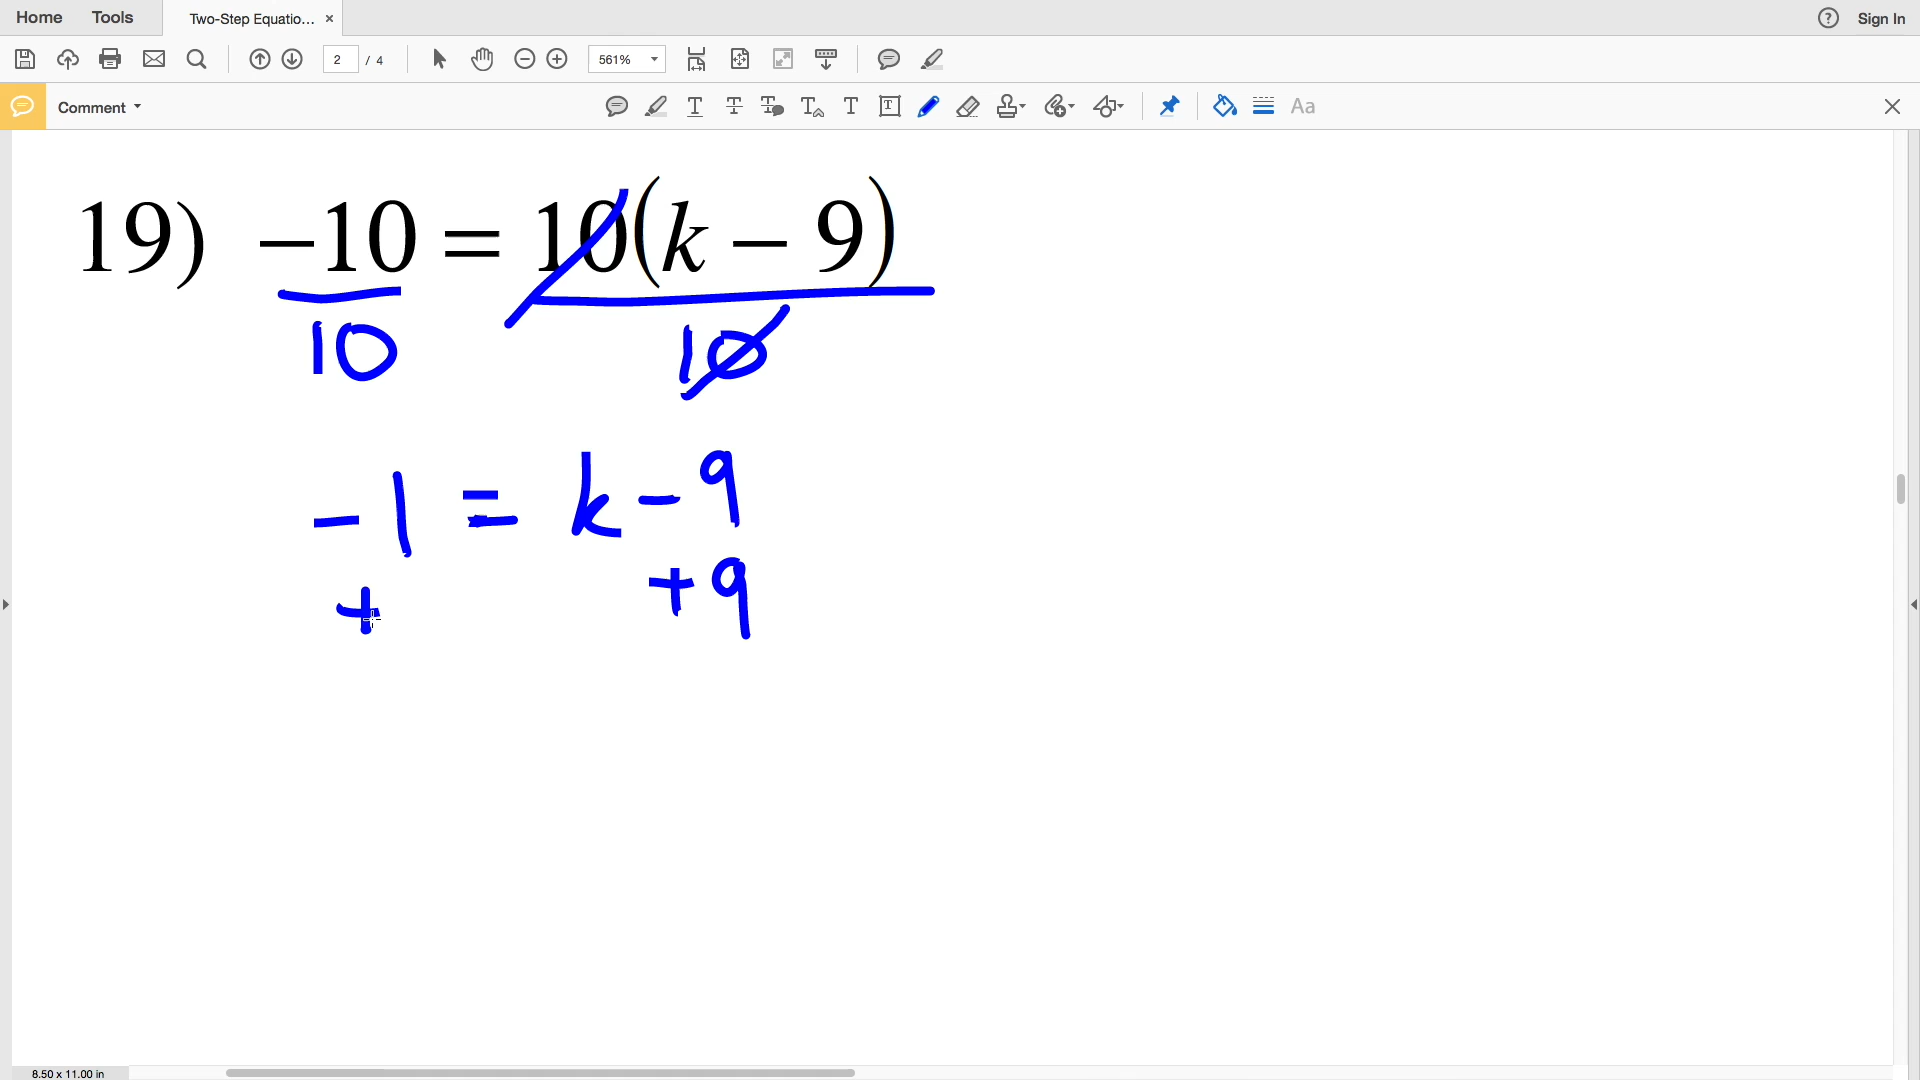 Home Tools Two-Step Equatio... × ? Sign In
2 / 4 561%
Comment T T T T T T Aa
19) −10 = 10(k − 9)
10 10
-1 = k-9
+ +9
8.50 x 11.00 in